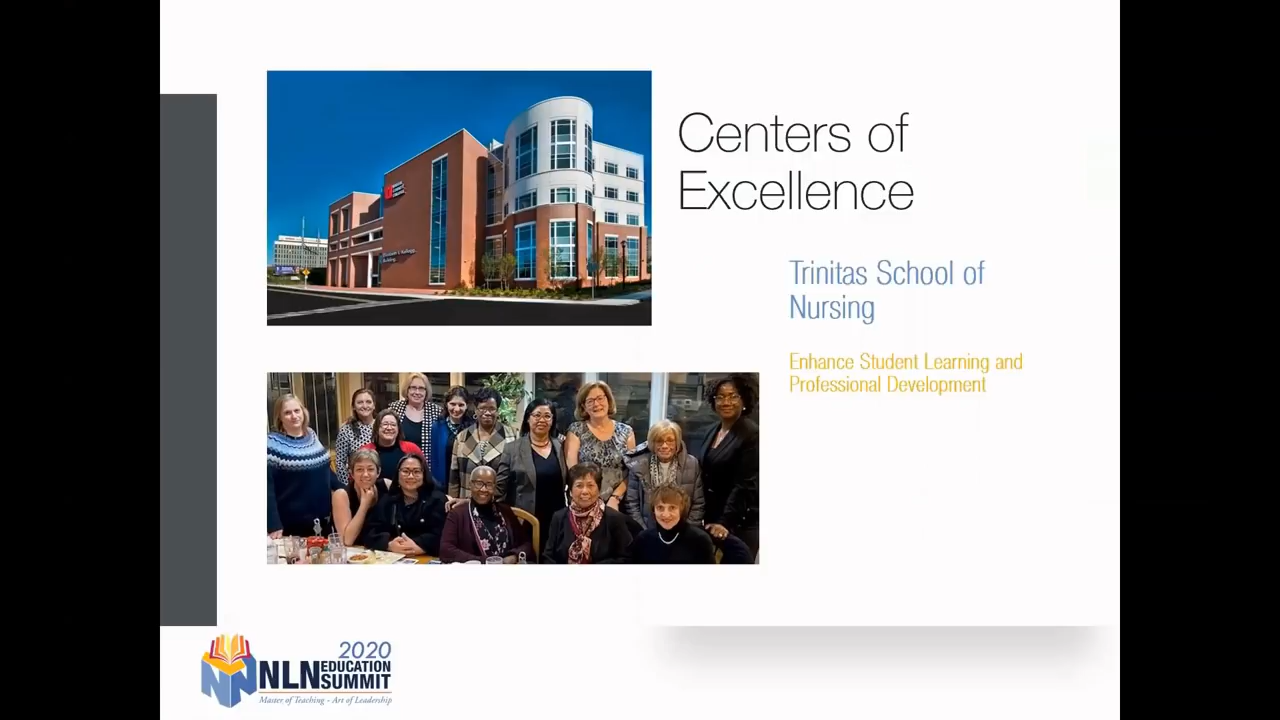 Centers of
Excellence
Trinitas School of
Nursing
Enhance Student Learning and
Professional Development
2020
NLN EDUCATION
SUMMIT
Master of Teaching - Art of Leadership